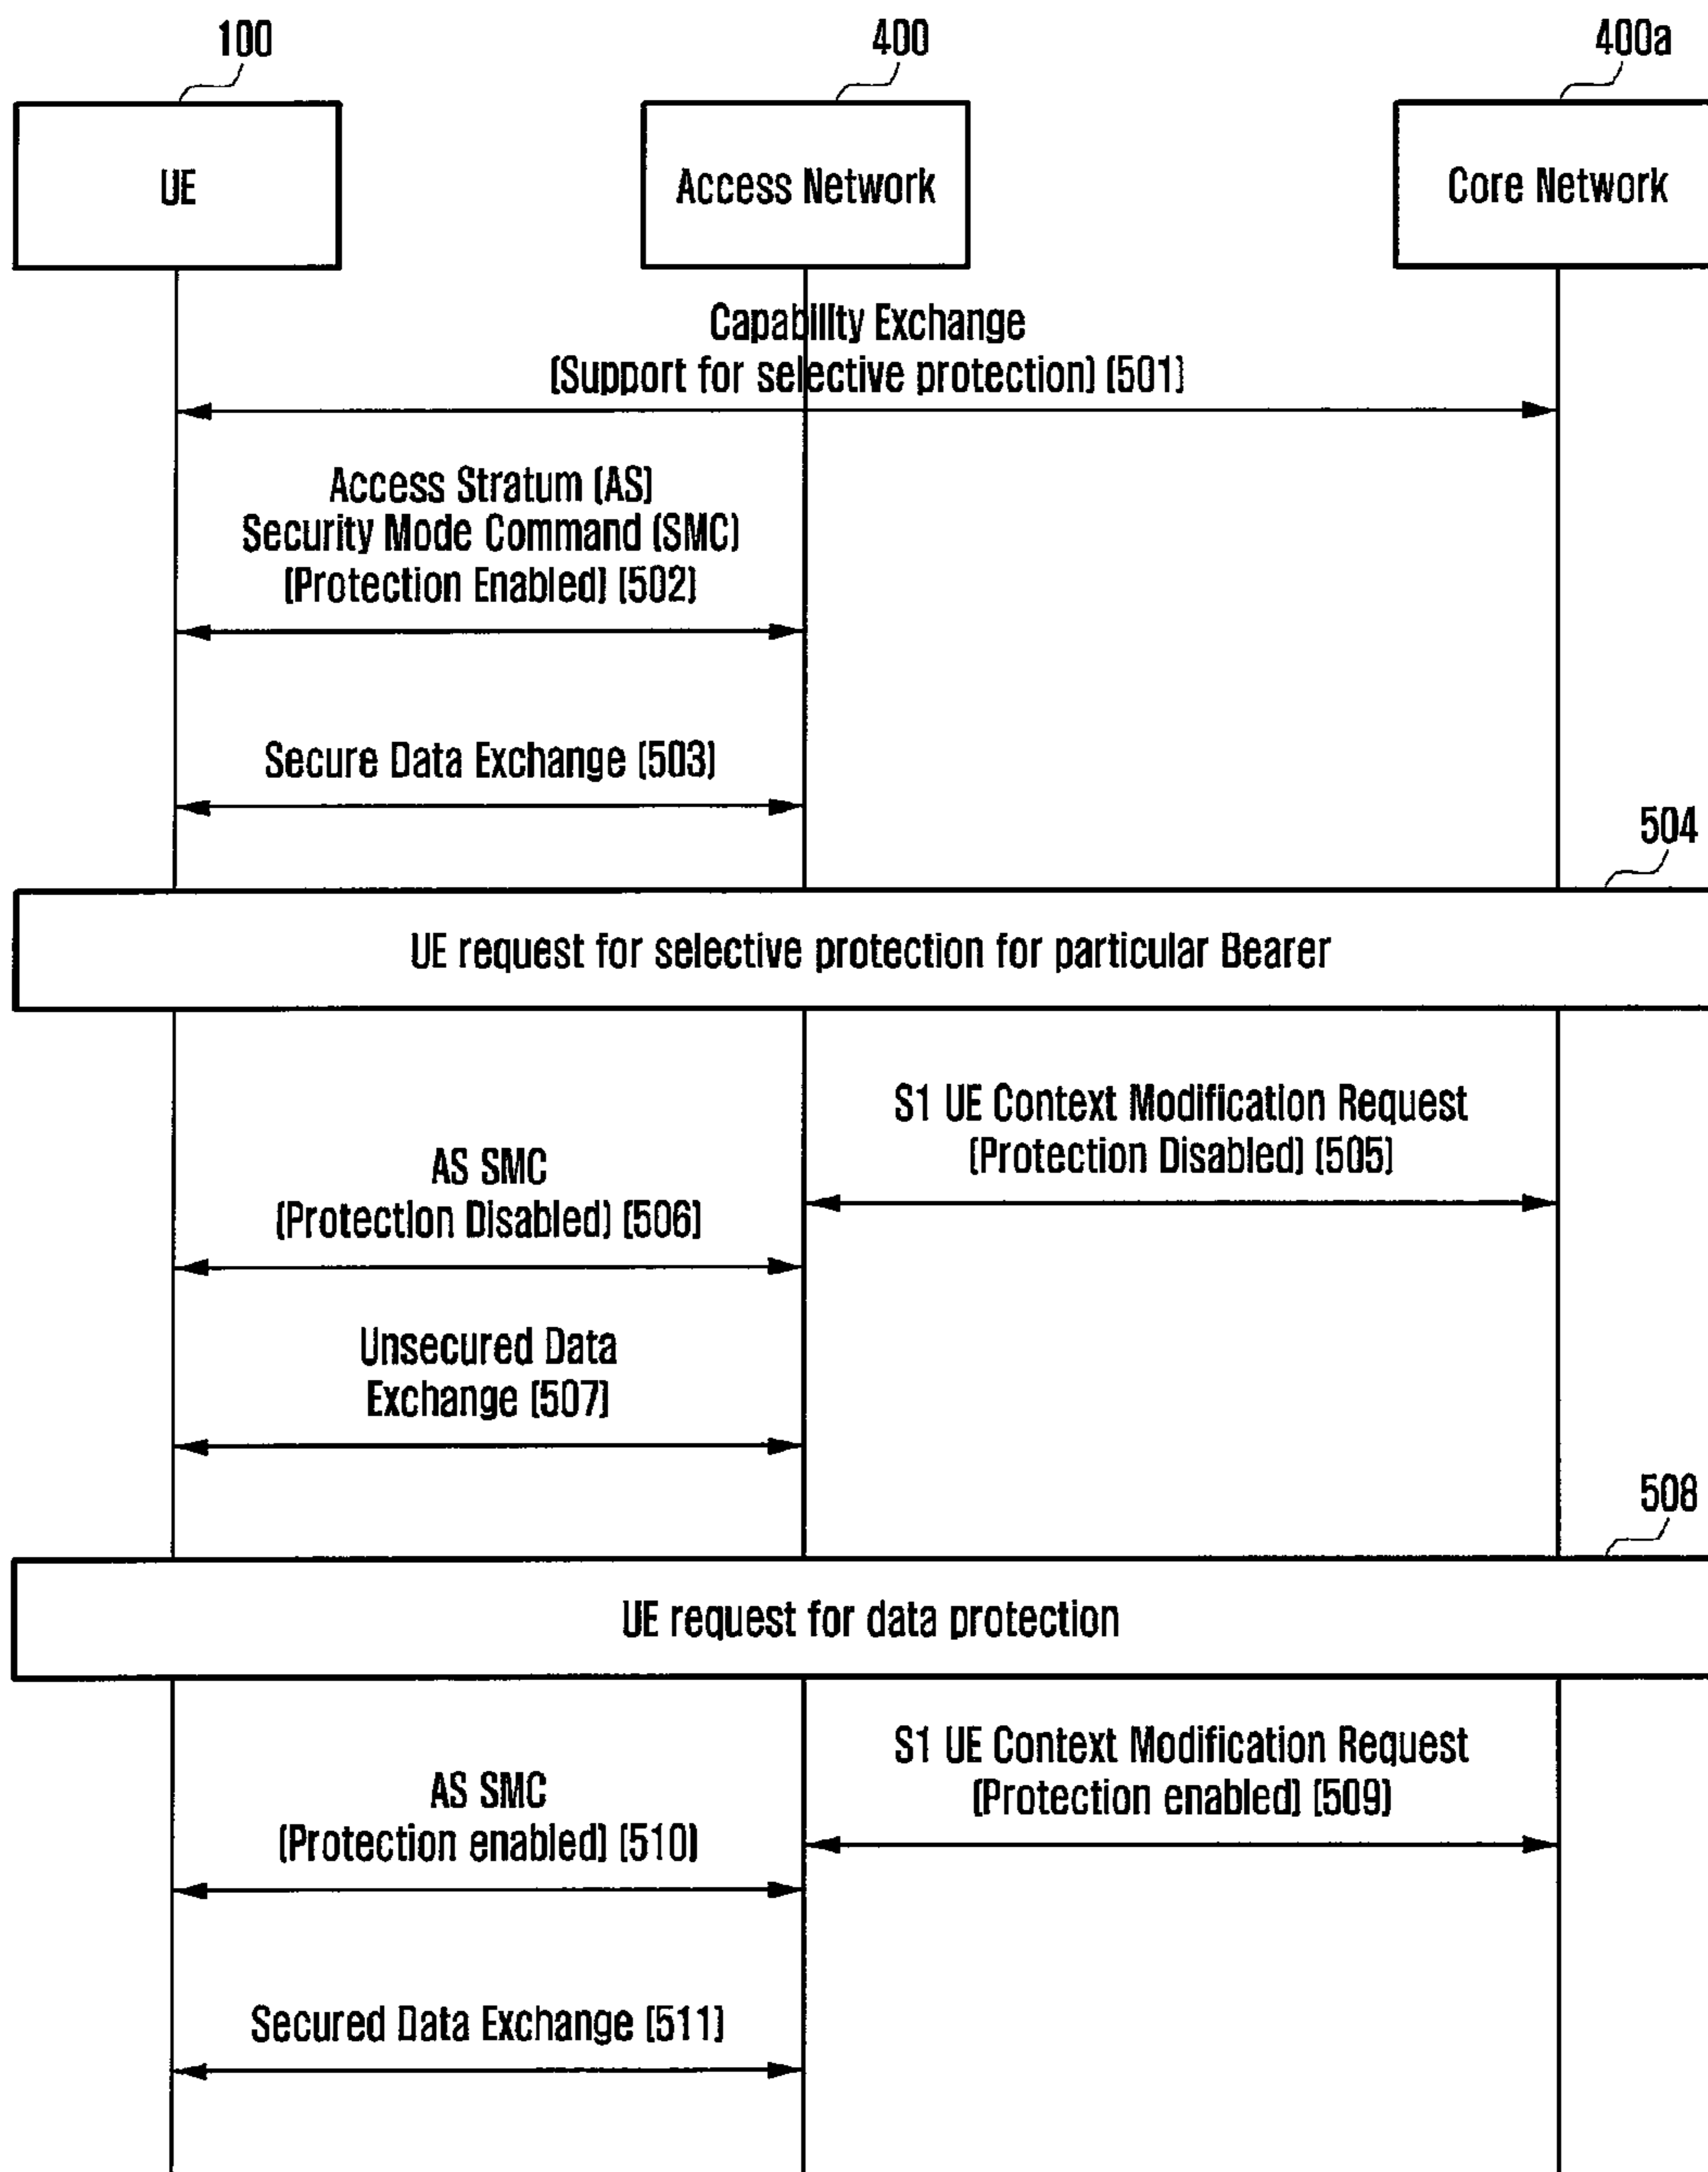 100
400
400a
UE
Access Network
Core Network
Capability Exchange
(Support for selective protection) (501)
Access Stratum (AS)
Security Mode Command (SMC)
(Protection Enabled) (502)
Secure Data Exchange (503)
504
UE request for selective protection for particular Bearer
S1 UE Context Modification Request
(Protection Disabled) (505)
AS SMC
(Protection Disabled) (506)
Unsecured Data
Exchange (507)
508
UE request for data protection
S1 UE Context Modification Request
(Protection enabled) (509)
AS SMC
(Protection enabled) (510)
Secured Data Exchange (511)